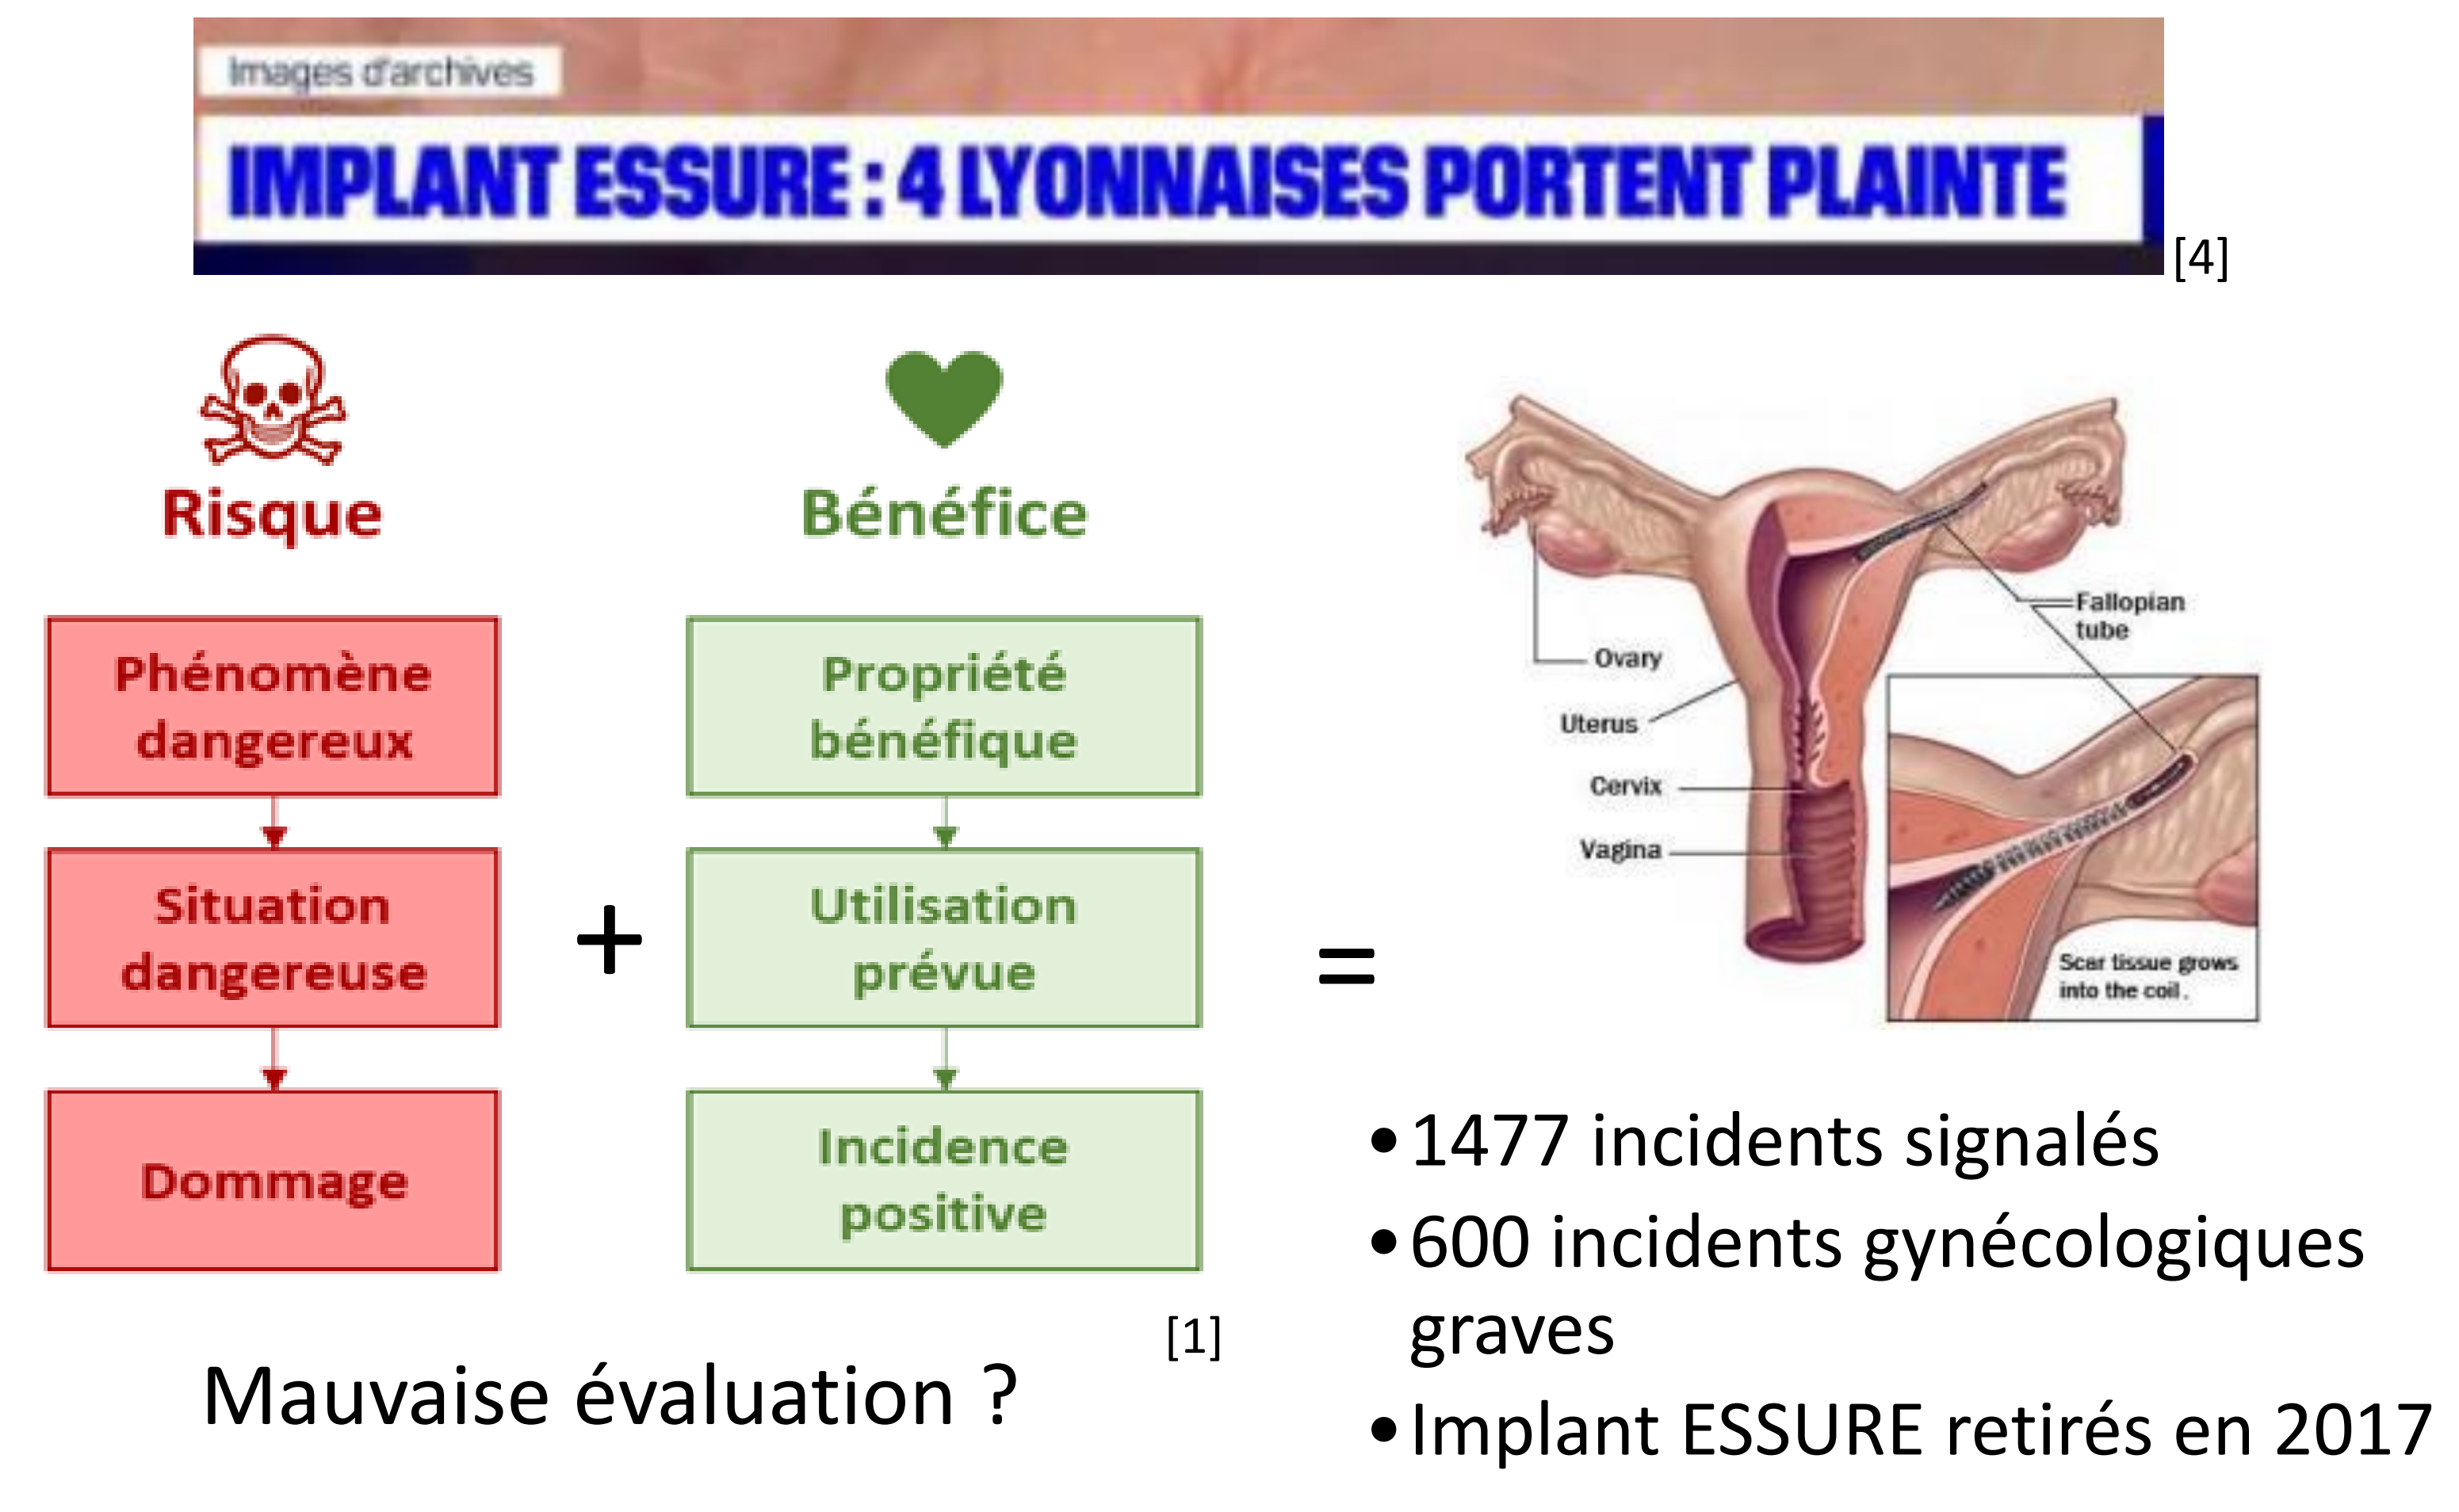 Images d'archives
IMPLANT ESSURE : 4 LYONNAISES PORTENT PLAINTE
[4]
Risque
Phénomène
dangereux
Situation
dangereuse
Dommage
+
Bénéfice
Propriété
bénéfique
Utilisation
prévue
Incidence
positive
[1]
Mauvaise évaluation ?
=
Ovary
Uterus
Cervix
Vagina
Fallopian
tube
Scar tissue grows
into the coil.
•1477 incidents signalés
•600 incidents gynécologiques
graves
•Implant ESSURE retirés en 2017